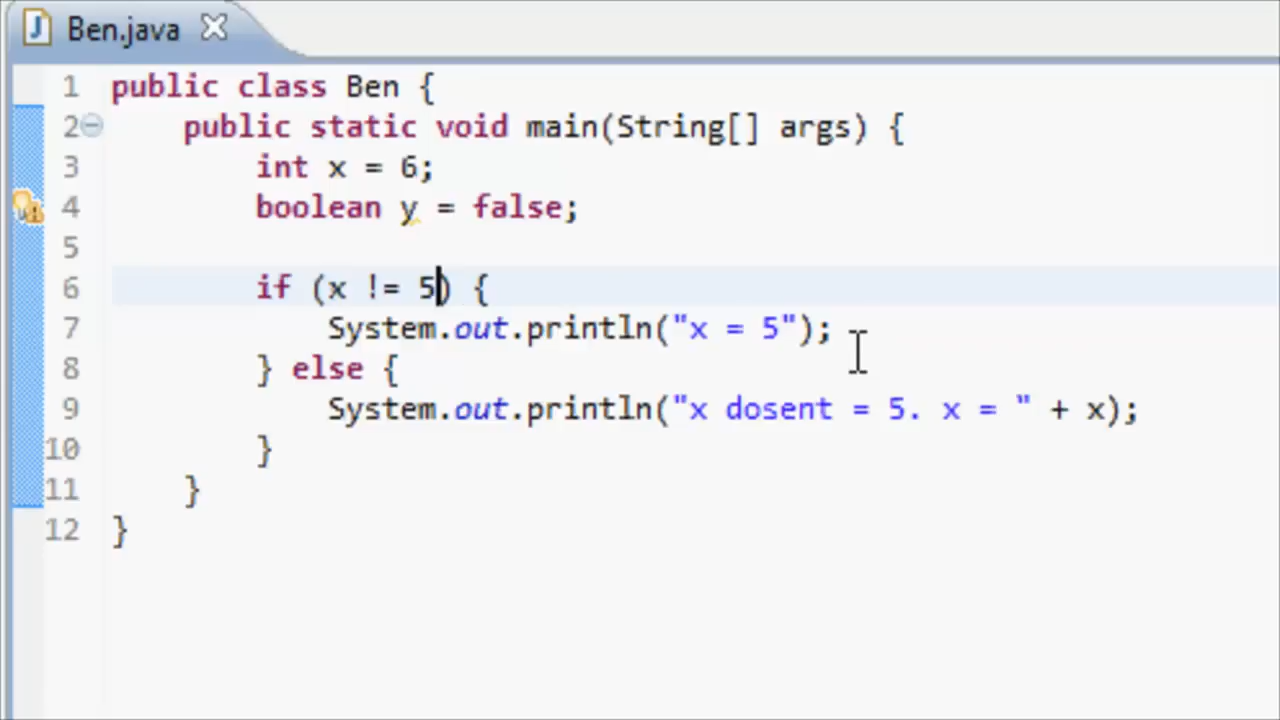 Ben.java
1 public class Ben {
2 public static void main(String[] args) {
3 int x = 6;
4 boolean y = false;
5
6 if (x != 5) {
7 System.out.println("x = 5");
8 } else {
9 System.out.println("x dosent = 5. x = " + x);
10 }
11 }
12 }